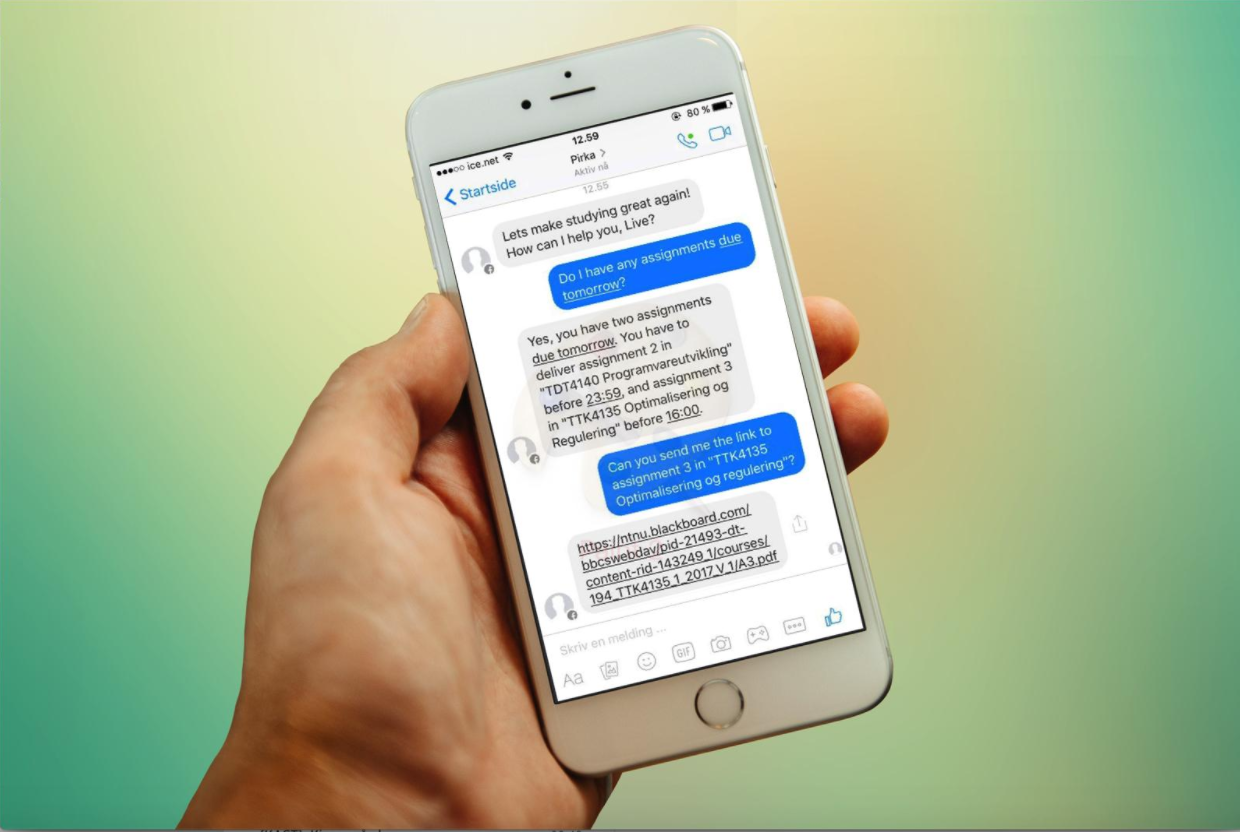 ice.net
12.59
80 %
Startside
Pirka >
Aktiv nå
12.55
Lets make studying great again!
How can I help you, Live?
Do I have any assignments due
tomorrow?
Yes, you have two assignments
due tomorrow. You have to
deliver assignment 2 in
"TDT4140 Programvareutvikling"
before 23:59, and assignment 3
in "TTK4135 Optimalisering og
Regulering" before 16:00.
Can you send me the link to
assignment 3 in "TTK4135
Optimalisering og regulering"?
https://ntnu.blackboard.com/
bbcswebdav/pid-21493-dt-
content-rid-143249_1/courses/
194_TTK4135_1_2017_V_1/A3.pdf
Skriv en melding ...
Aa
GIF